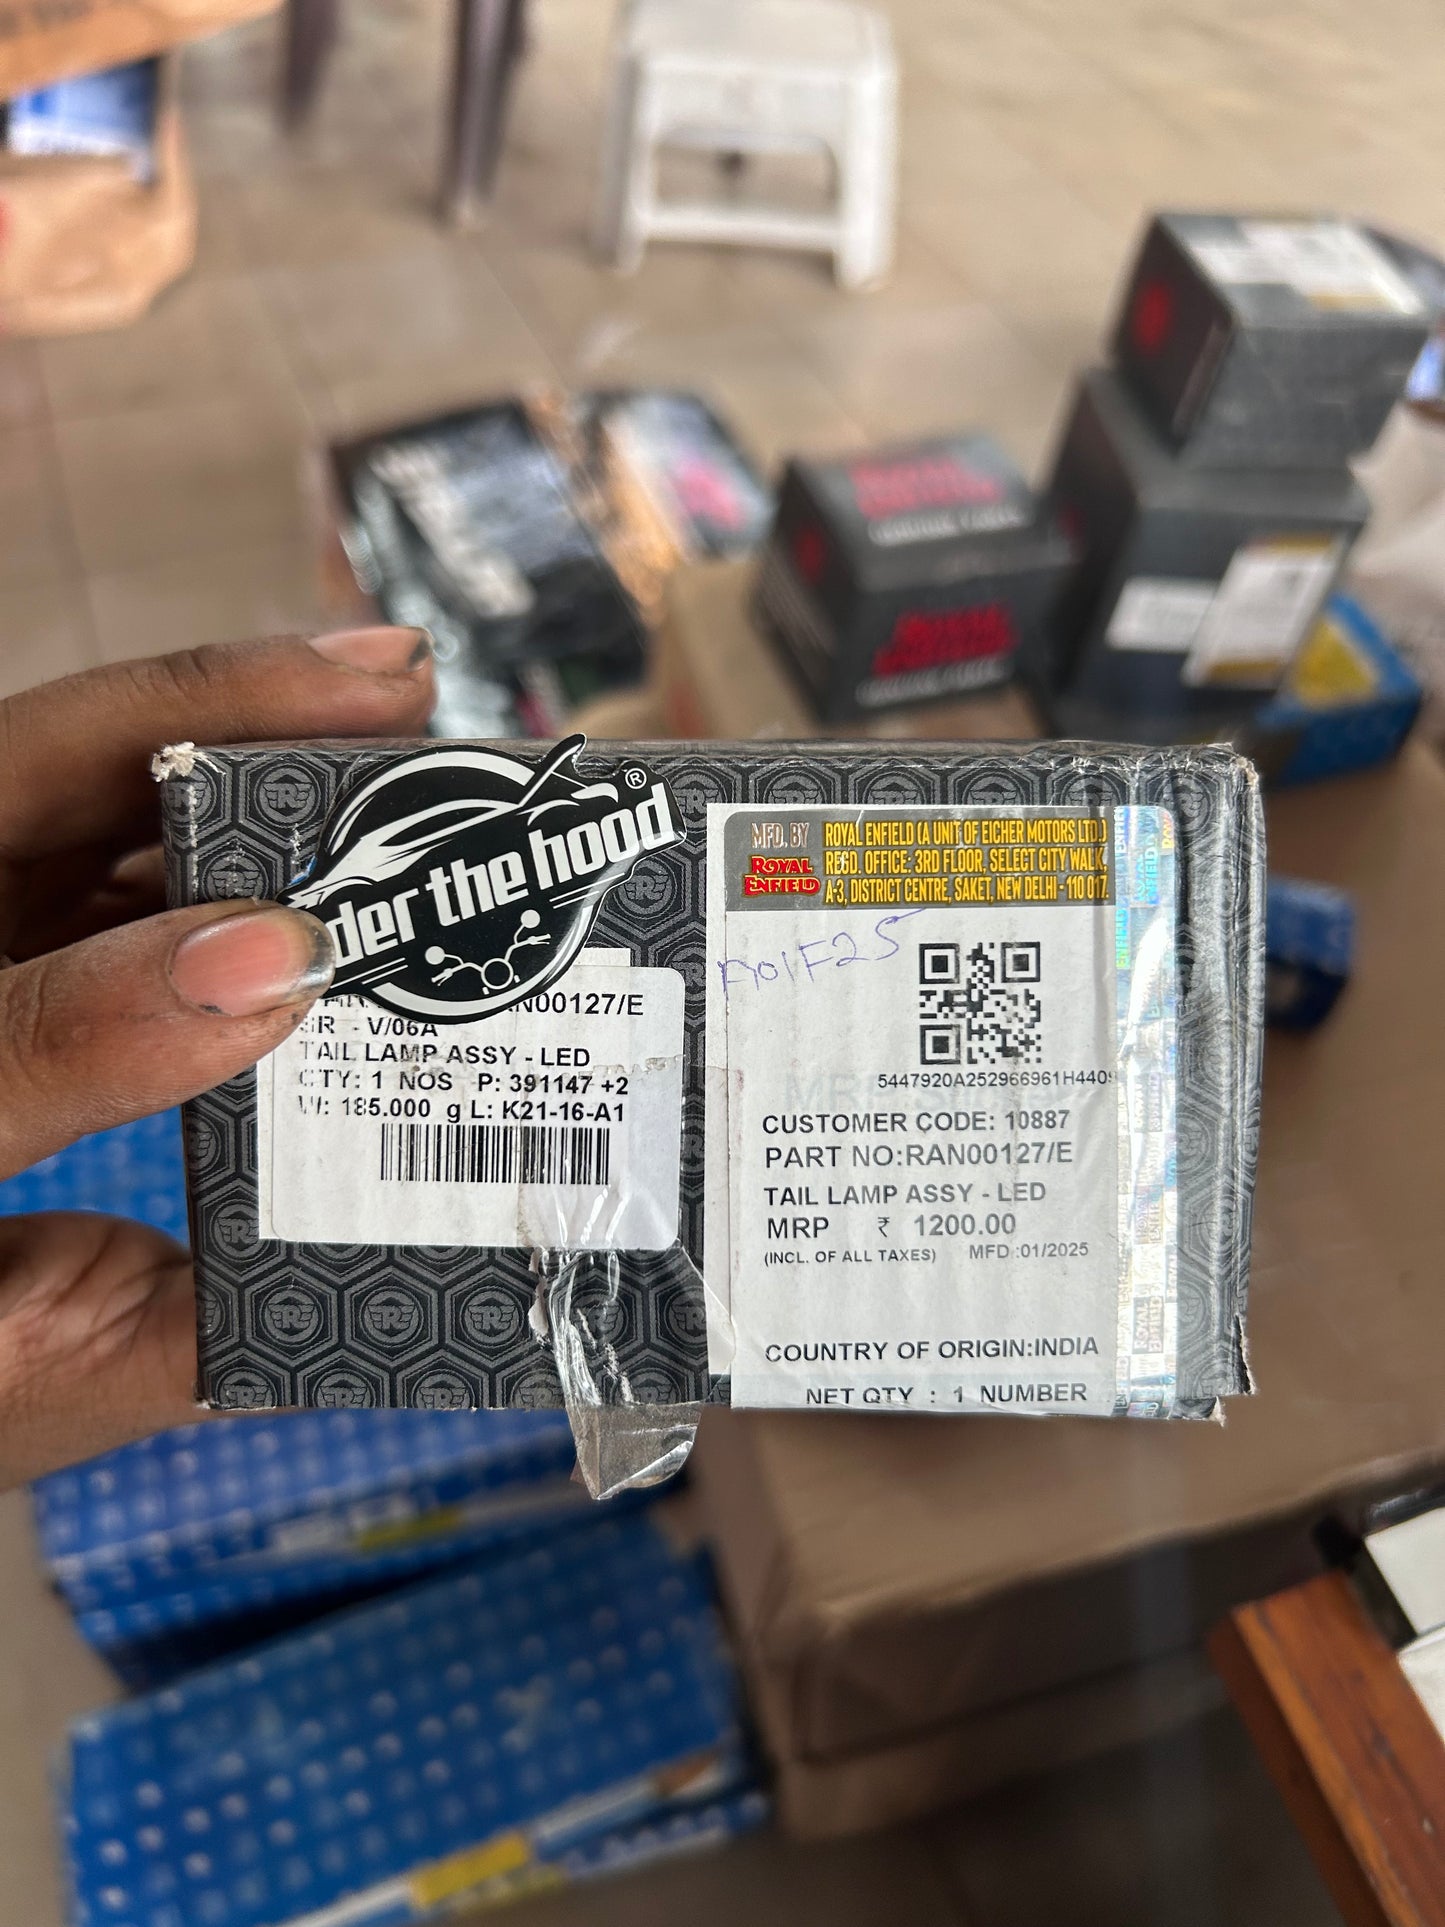 der the hood
®
AN00127/E
SR - V/06A
TAIL LAMP ASSY - LED
QTY: 1 NOS P: 391147 +2
W: 185.000 g L: K21-16-A1
MFD. BY
ROYAL ENFIELD
ROYAL ENFIELD (A UNIT OF EICHER MOTORS LTD.)
REGD. OFFICE: 3RD FLOOR, SELECT CITY WALK,
A-3, DISTRICT CENTRE, SAKET, NEW DELHI - 110 017.
5447920A252966961H4409
CUSTOMER CODE: 10887
PART NO:RAN00127/E
TAIL LAMP ASSY - LED
MRP ₹ 1200.00
(INCL. OF ALL TAXES) MFD :01/2025
COUNTRY OF ORIGIN:INDIA
NET QTY : 1 NUMBER